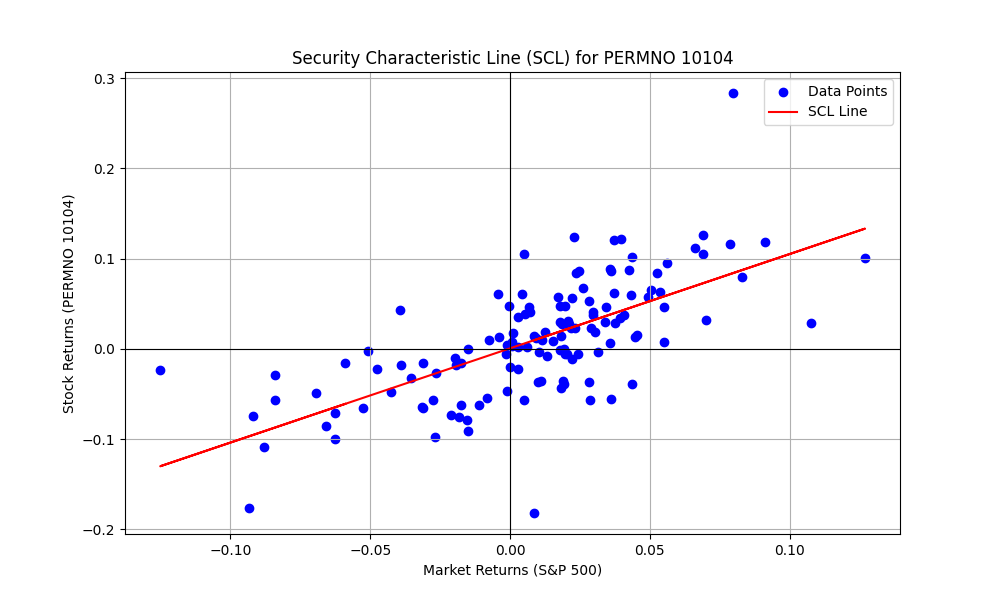 Security Characteristic Line (SCL) for PERMNO 10104
Data Points
SCL Line
0.3
0.2
0.1
0.0
−0.1
−0.2
Stock Returns (PERMNO 10104)
−0.10
−0.05
0.00
0.05
0.10
Market Returns (S&P 500)